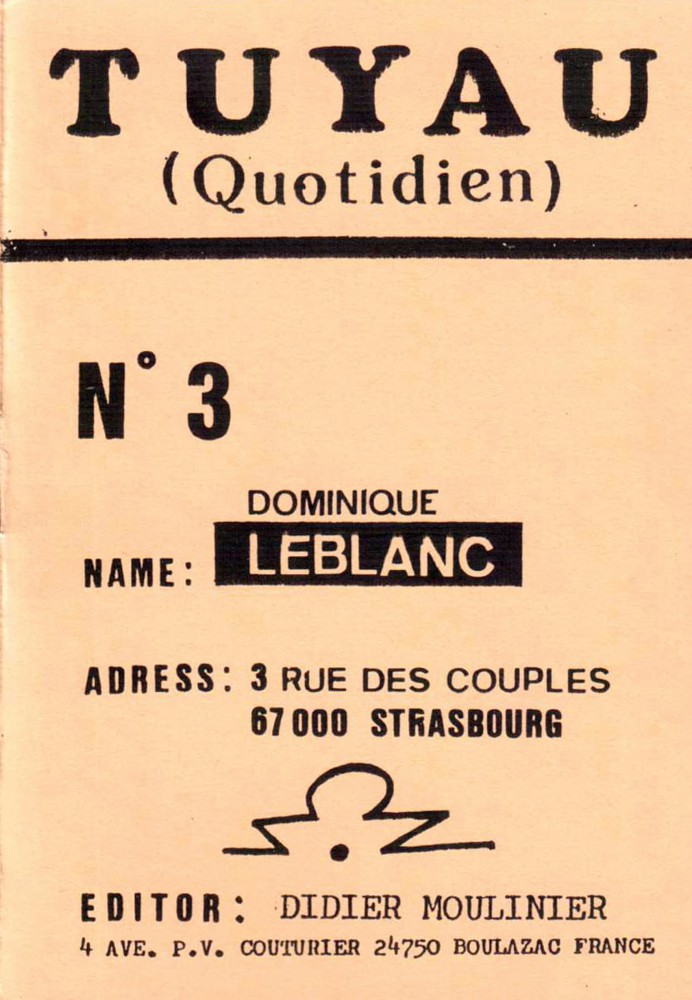 TUYAU
(Quotidien)
N° 3
DOMINIQUE
NAME: LEBLANC
ADRESS: 3 RUE DES COUPLES
67000 STRASBOURG
EDITOR: DIDIER MOULINIER
4 AVE. P.V. COUTURIER 24750 BOULAZAC FRANCE